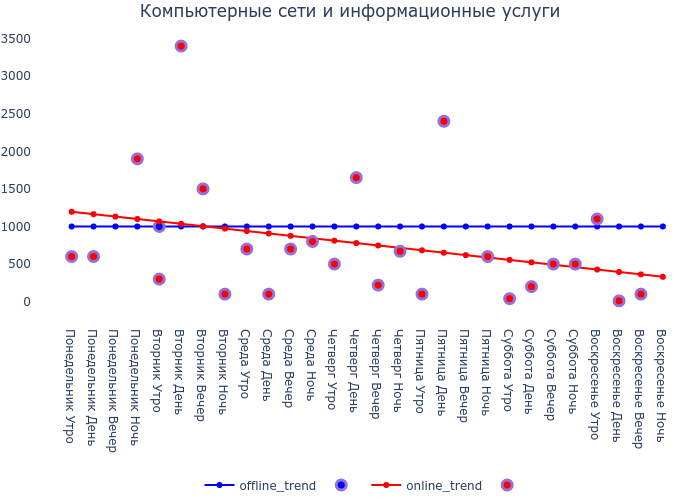 Компьютерные сети и информационные услуги
3500
3000
2500
2000
1500
1000
500
0
Понедельник Утро
Понедельник День
Понедельник Вечер
Понедельник Ночь
Вторник Утро
Вторник День
Вторник Вечер
Вторник Ночь
Среда Утро
Среда День
Среда Вечер
Среда Ночь
Четверг Утро
Четверг День
Четверг Вечер
Четверг Ночь
Пятница Утро
Пятница День
Пятница Вечер
Пятница Ночь
Суббота Утро
Суббота День
Суббота Вечер
Суббота Ночь
Воскресенье Утро
Воскресенье День
Воскресенье Вечер
Воскресенье Ночь
offline_trend online_trend